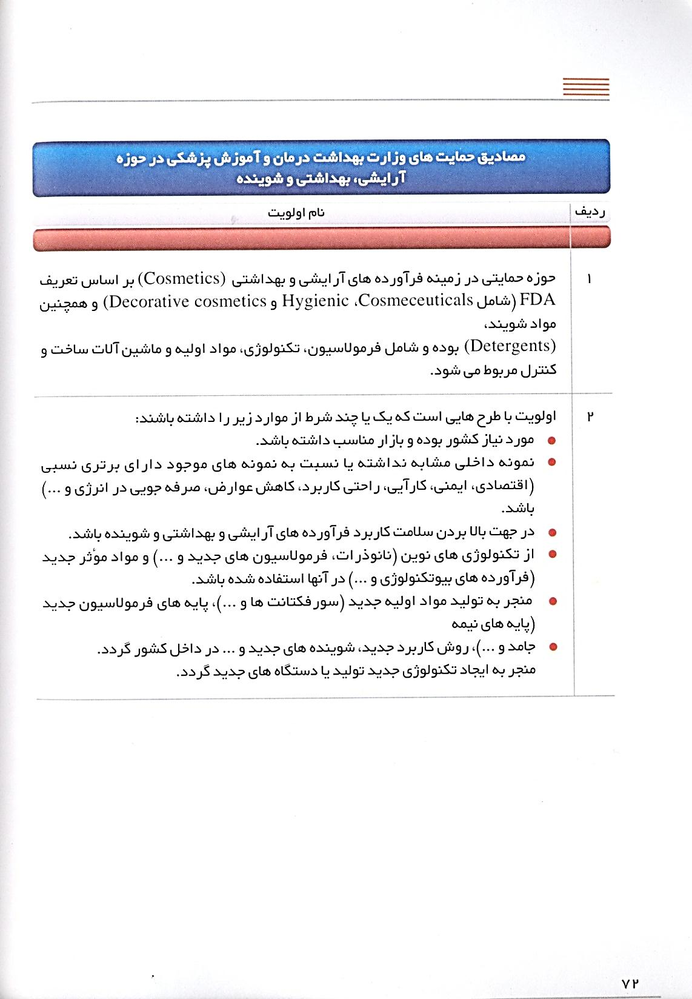 مصادیق حمایت های وزارت بهداشت درمان و آموزش پزشکی در حوزه
آرایشی، بهداشتی و شوینده
ردیف نام اولویت
۱ حوزه حمایتی در زمینه فرآورده های آرایشی و بهداشتی (Cosmetics) بر اساس تعریف
FDA (شامل Hygienic ،Cosmeceuticals و Decorative cosmetics) و همچنین
مواد شویند،
(Detergents) بوده و شامل فرمولاسیون، تکنولوژی، مواد اولیه و ماشین آلات ساخت و
کنترل مربوط می شود.
۲ اولویت با طرح هایی است که یک یا چند شرط از موارد زیر را داشته باشند:
● مورد نیاز کشور بوده و بازار مناسب داشته باشد.
● نمونه داخلی مشابه نداشته یا نسبت به نمونه های موجود دارای برتری نسبی
(اقتصادی، ایمنی، کارآیی، راحتی کاربرد، کاهش عوارض، صرفه جویی در انرژی و ...)
باشد.
● در جهت بالا بردن سلامت کاربرد فرآورده های آرایشی و بهداشتی و شوینده باشد.
● از تکنولوژی های نوین (نانوذرات، فرمولاسیون های جدید و ...) و مواد مؤثر جدید
(فرآورده های بیوتکنولوژی و ...) در آنها استفاده شده باشد.
● منجر به تولید مواد اولیه جدید (سورفکتانت ها و ...)، پایه های فرمولاسیون جدید
(پایه های نیمه
● جامد و ...)، روش کاربرد جدید، شوینده های جدید و ... در داخل کشور گردد.
منجر به ایجاد تکنولوژی جدید تولید یا دستگاه های جدید گردد.
۷۲